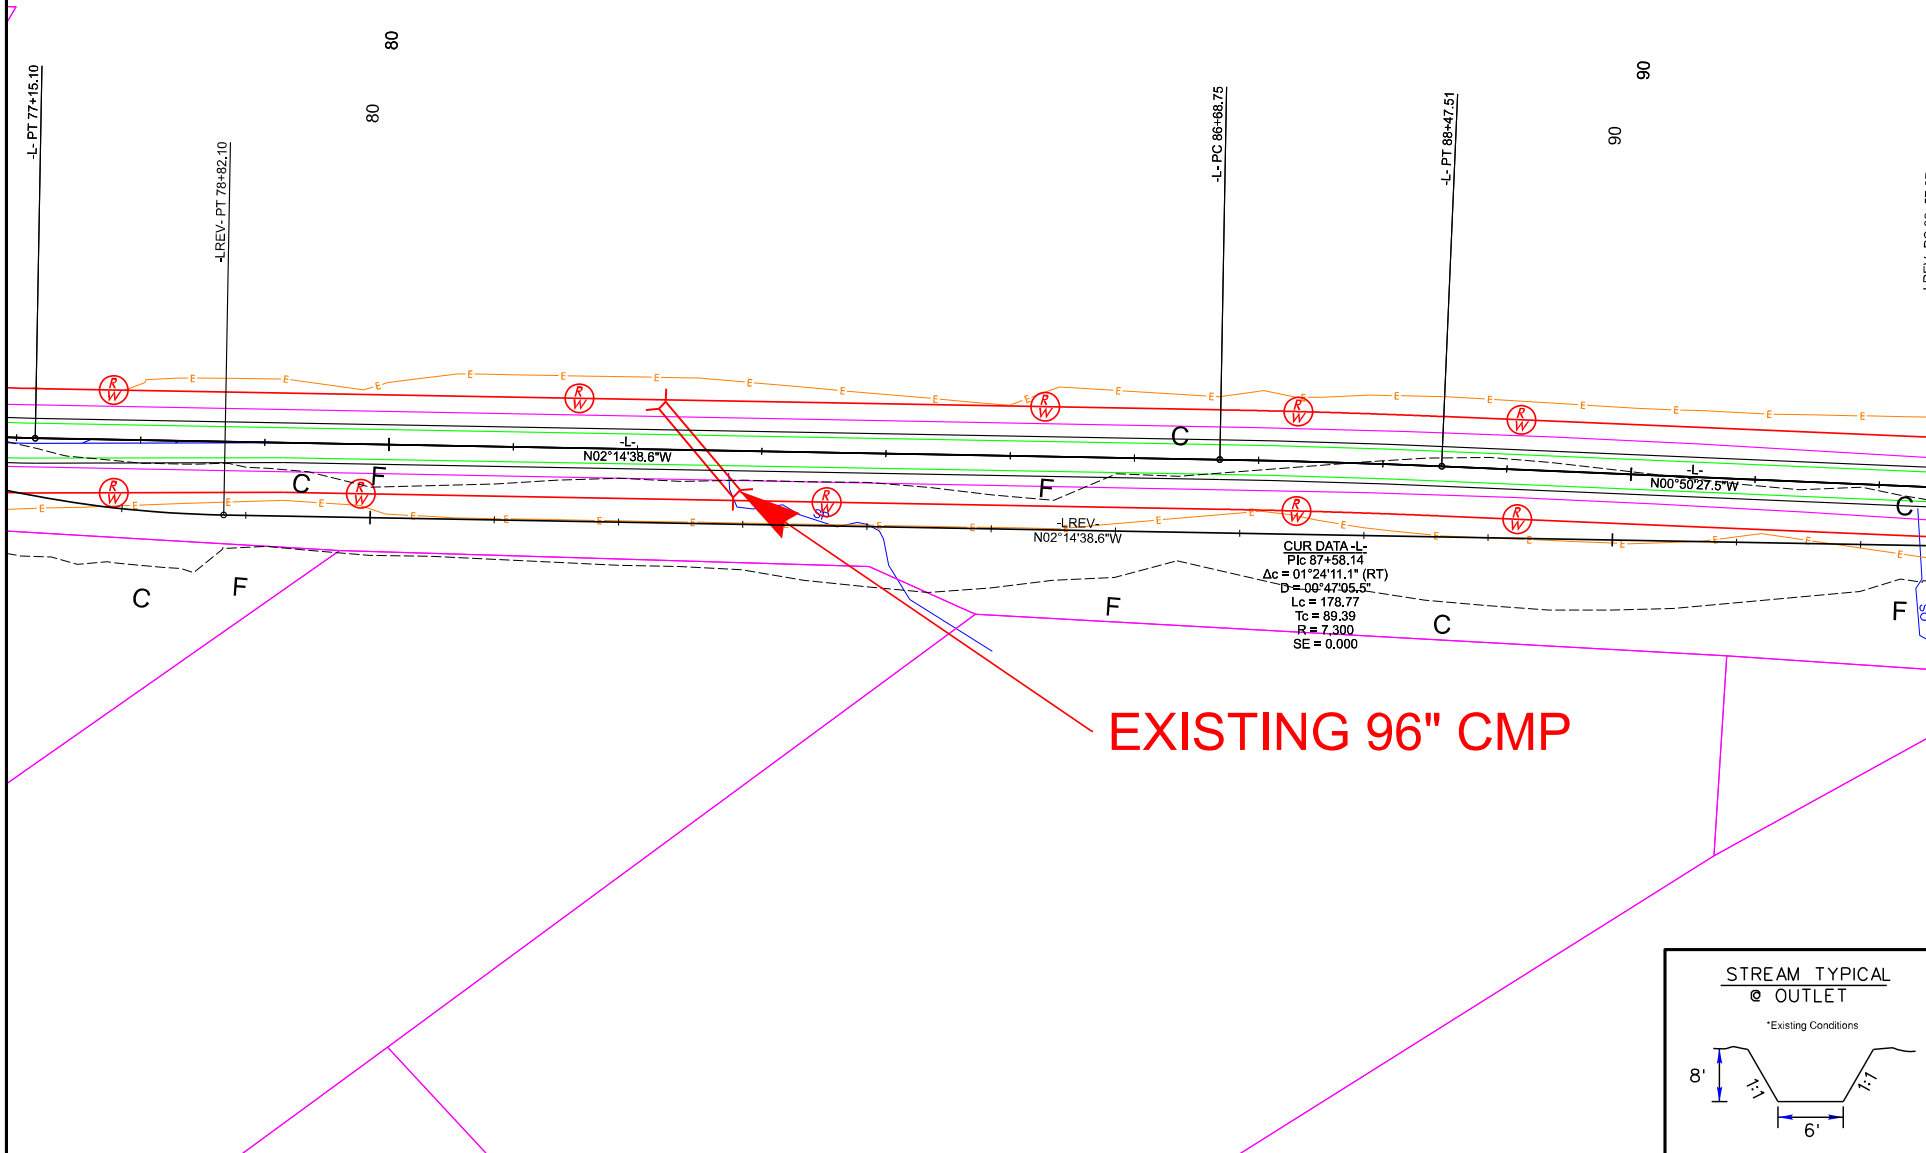 80
90
80
90
-L- PT 77+15.10
-LREV- PT 78+82.10
-L- PC 86+68.75
-L- PT 88+47.51
E E E E E E E E E E E E E E E E E E
R/W R/W R/W R/W R/W
-L-
N02°14'38.6"W
C
-L-
N00°50'27.5"W
C F F C
R/W R/W R/W R/W R/W
E E E E E E E E E E E E E E E E
-LREV-
N02°14'38.6"W
CUR DATA -L-
PIc 87+58.14
Δc = 01°24'11.1" (RT)
D = 00°47'05.5"
Lc = 178.77
Tc = 89.39
R = 7,300
SE = 0.000
C F F C F
EXISTING 96" CMP
STREAM TYPICAL
@ OUTLET
*Existing Conditions
8'
1:1
1:1
6'